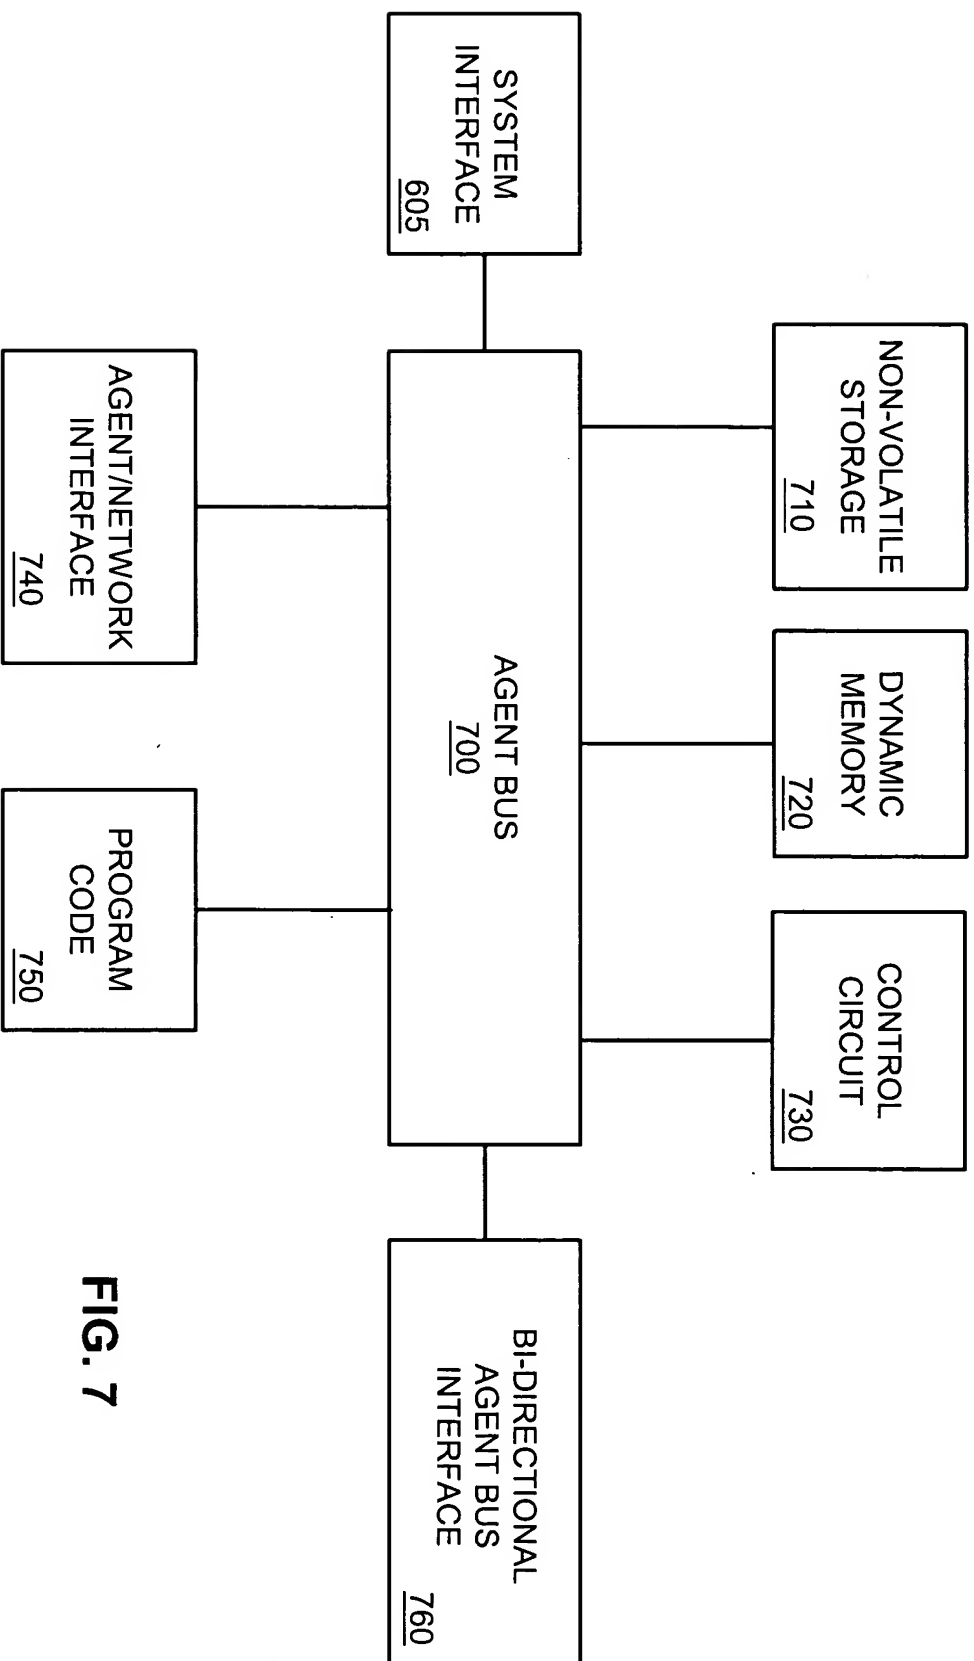 NON-VOLATILE
STORAGE
710
DYNAMIC
MEMORY
720
CONTROL
CIRCUIT
730
SYSTEM
INTERFACE
605
AGENT BUS
700
BI-DIRECTIONAL
AGENT BUS
INTERFACE
760
AGENT/NETWORK
INTERFACE
740
PROGRAM
CODE
750
FIG. 7